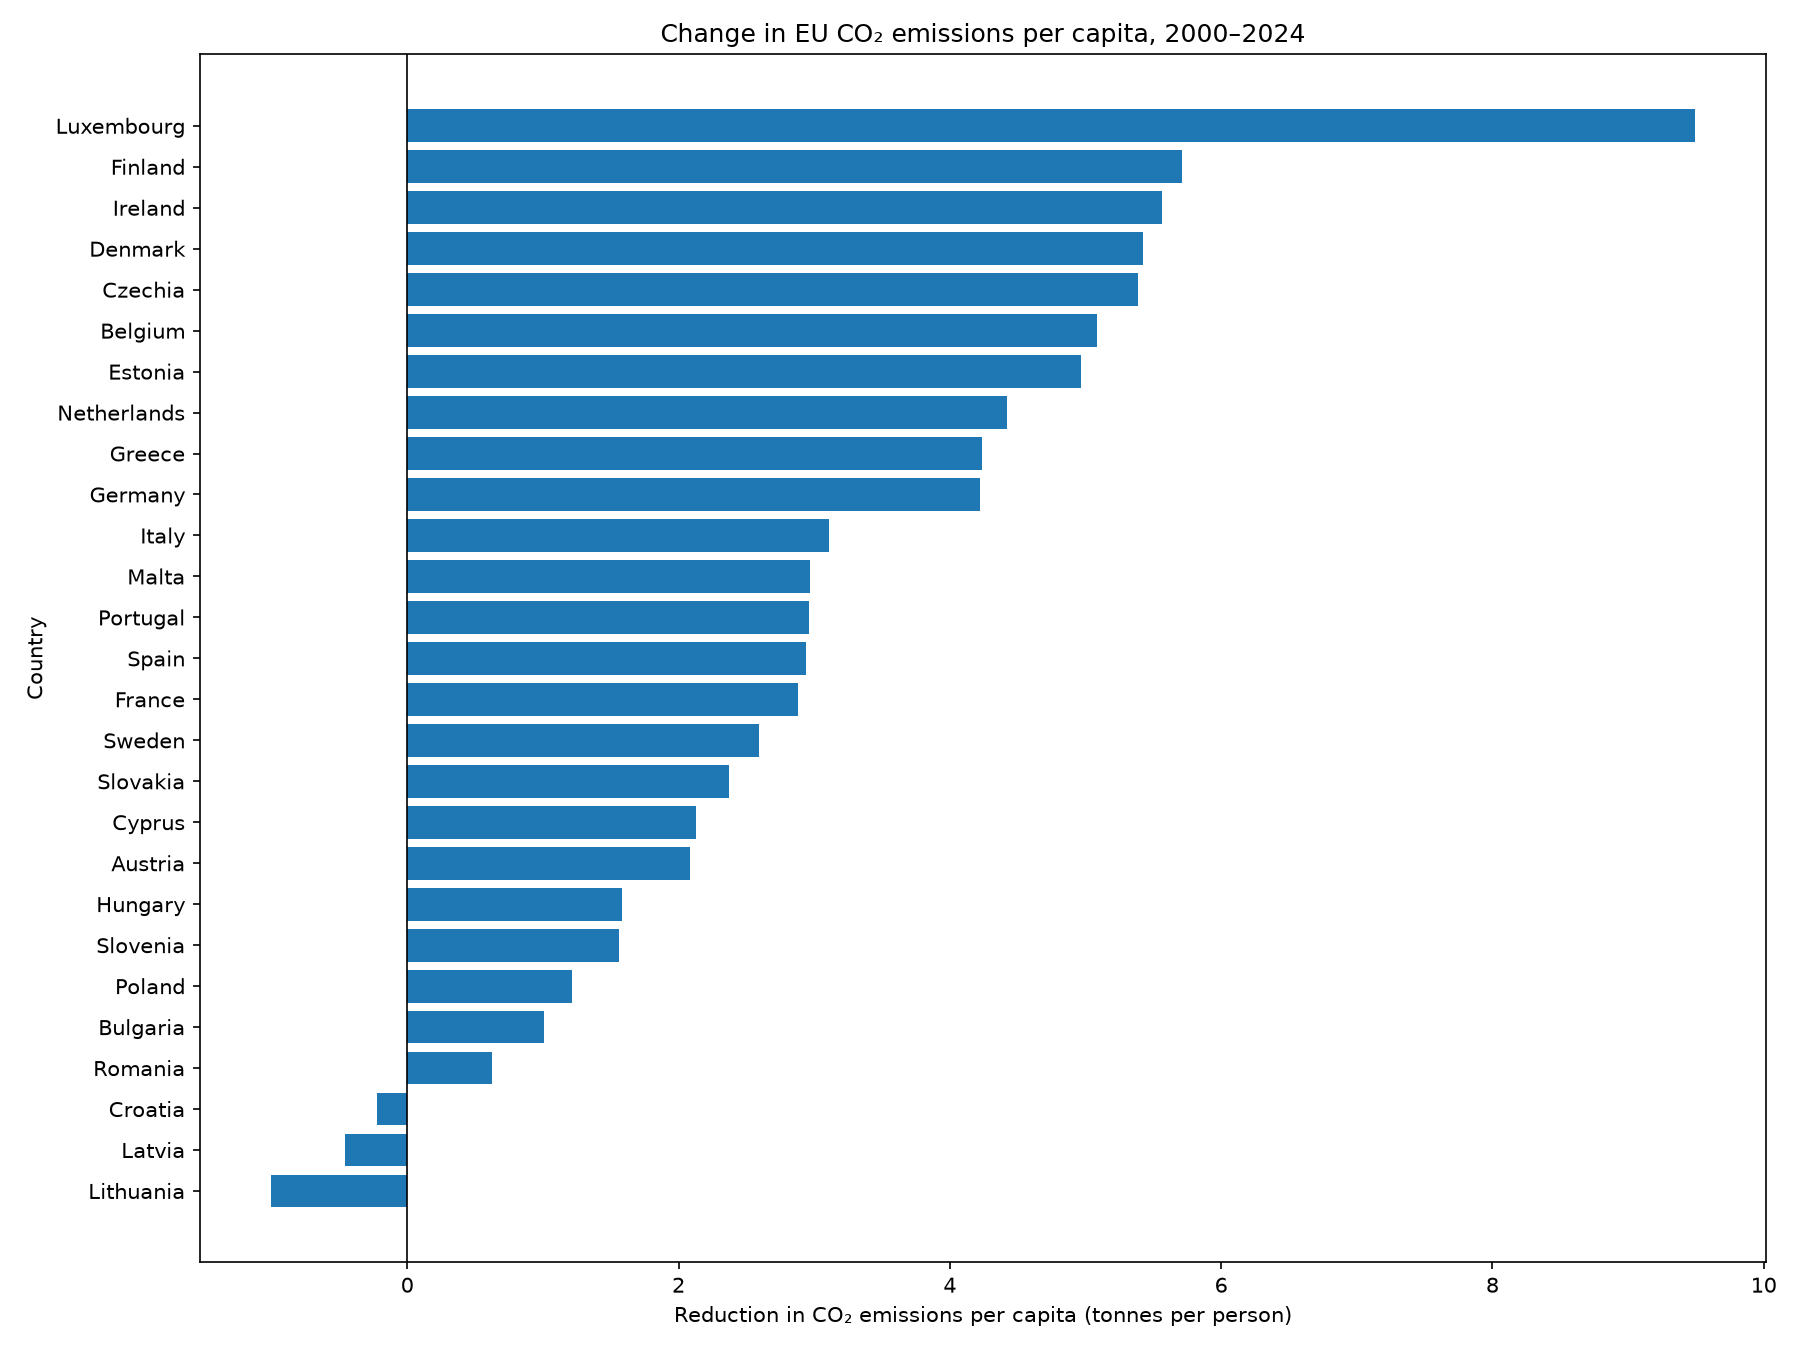 Change in EU CO₂ emissions per capita, 2000–2024
Country
Luxembourg
Finland
Ireland
Denmark
Czechia
Belgium
Estonia
Netherlands
Greece
Germany
Italy
Malta
Portugal
Spain
France
Sweden
Slovakia
Cyprus
Austria
Hungary
Slovenia
Poland
Bulgaria
Romania
Croatia
Latvia
Lithuania
0 2 4 6 8 10
Reduction in CO₂ emissions per capita (tonnes per person)